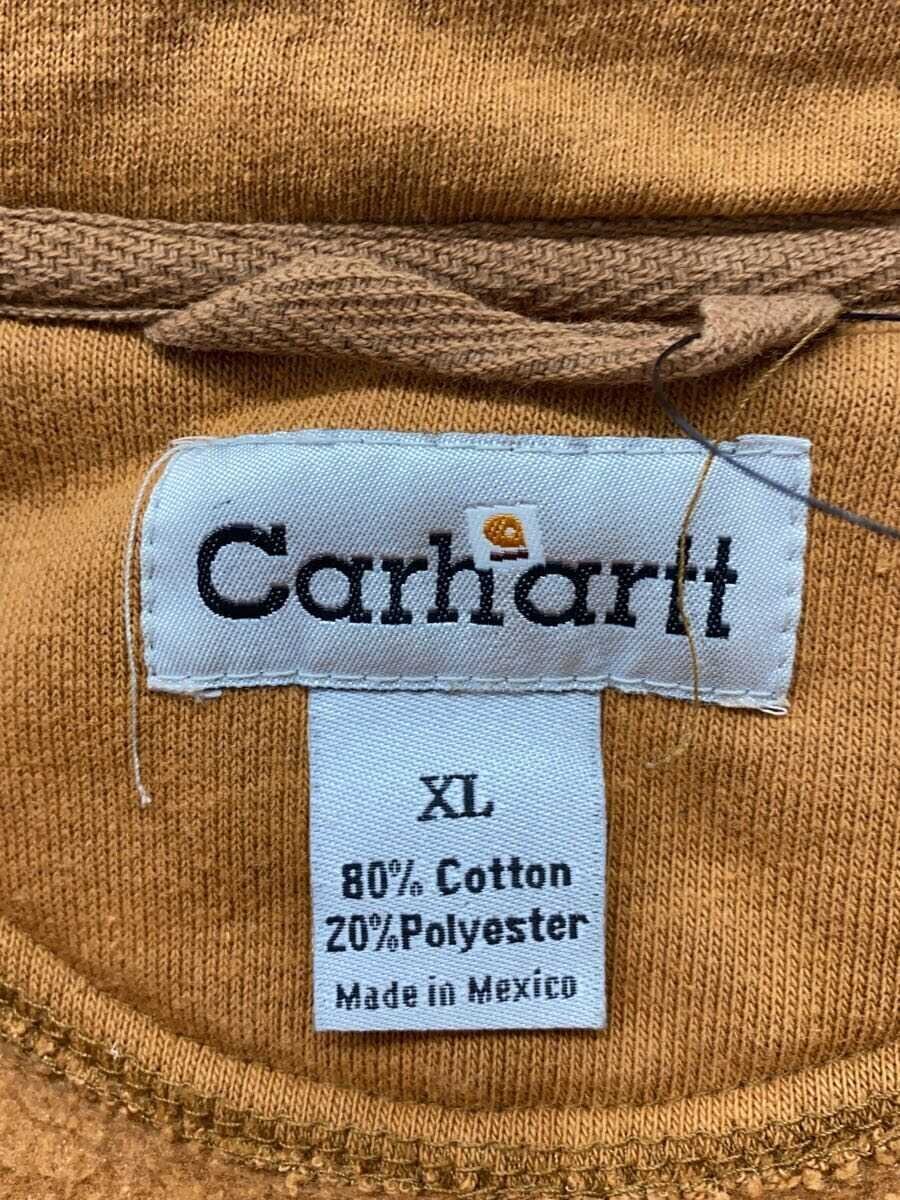 Carhartt
XL
80% Cotton
20%Polyester
Made in Mexico